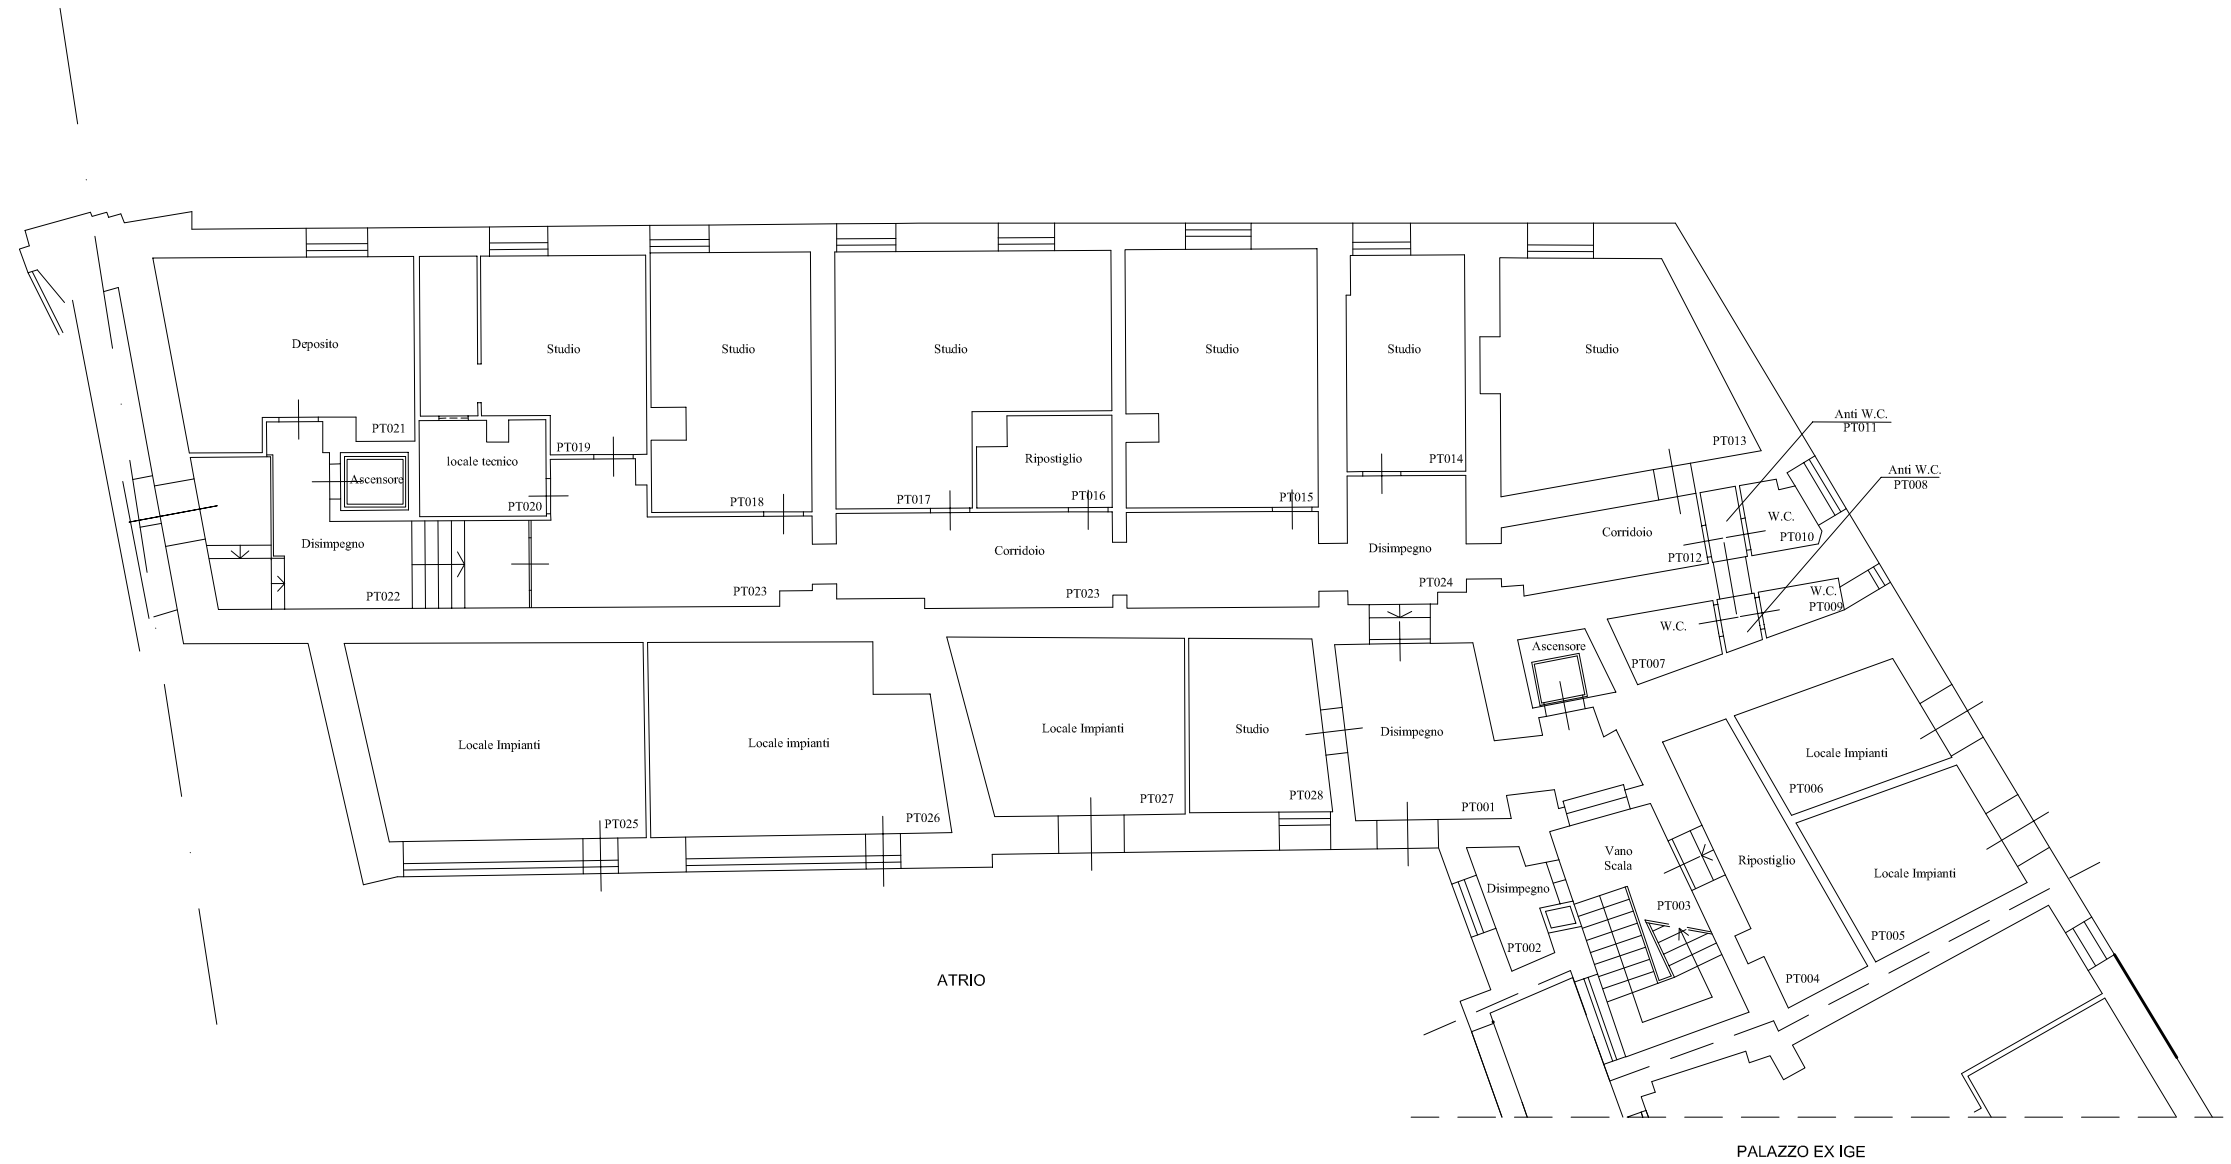 Deposito
PT021
Studio
PT019
Studio
PT018
Studio
PT017
Ripostiglio
PT016
Studio
PT015
Studio
PT014
Studio
PT013
Anti W.C.
PT011
Anti W.C.
PT008
Ascensore
locale tecnico
PT020
Disimpegno
PT022
PT023
Corridoio
PT023
Disimpegno
PT024
Corridoio
PT012
W.C.
PT010
W.C.
PT009
W.C.
PT007
Ascensore
Locale Impianti
PT025
Locale impianti
PT026
Locale Impianti
PT027
Studio
PT028
Disimpegno
PT001
Locale Impianti
PT006
Vano
Scala
PT003
Ripostiglio
PT004
Locale Impianti
PT005
Disimpegno
PT002
ATRIO
PALAZZO EX IGE